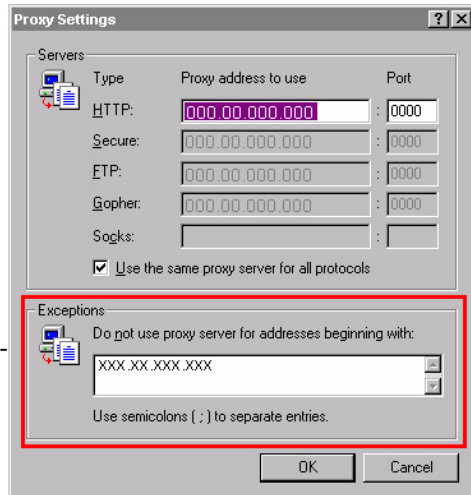 Proxy Settings
Servers
Type Proxy address to use Port
HTTP: 000.00.000.000 : 0000
Secure: 000.00.000.000 : 0000
FTP: 000.00.000.000 : 0000
Gopher: 000.00.000.000 : 0000
Socks: :
Use the same proxy server for all protocols
Exceptions
Do not use proxy server for addresses beginning with:
XXX.XX.XXX.XXX
Use semicolons ( ; ) to separate entries.
OK Cancel